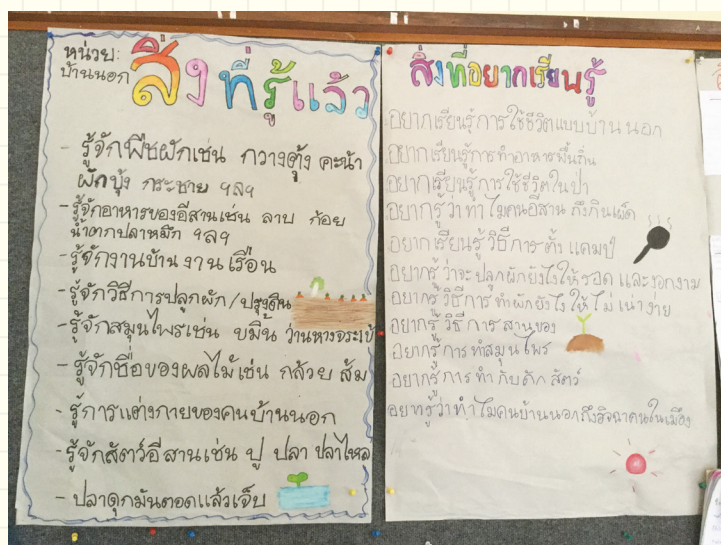 หน่วย:
บ้านนอก
สิ่งที่รู้แล้ว
- รู้จักพืชผักเช่น กวางตุ้ง คะน้า
ผักบุ้ง กระชาย ฯลฯ
- รู้จักอาหารของอีสานเช่น ลาบ ก้อย
น้ำตกปลาหมึก ฯลฯ
- รู้จักงานบ้าน งานเรือน
- รู้จักวิธีการปลูกผัก/ปรุงดิน
- รู้จักสมุนไพรเช่น ขมิ้น ว่านหางจระเข้
- รู้จักชื่อของผลไม้เช่น กล้วย ส้ม
- รู้การแต่งกายของคนบ้านนอก
- รู้จักสัตว์อีสานเช่น ปู ปลา ปลาไหล
- ปลาดุกมันตอดแล้วเจ็บ
สิ่งที่อยากเรียนรู้
อยากเรียนรู้การใช้ชีวิตแบบบ้านนอก
อยากเรียนรู้การทำอาหารพื้นถิ่น
อยากเรียนรู้การใช้ชีวิตในป่า
อยากรู้ว่าทำไมคนอีสานถึงกินเผ็ด
อยากเรียนรู้วิธีการตั้งแคมป์
อยากรู้ว่าจะปลูกผักยังไงให้รอดและงอกงาม
อยากรู้วิธีการทำผักยังไงให้ไม่เน่าง่าย
อยากรู้วิธีการสานของ
อยากรู้การทำสมุนไพร
อยากรู้การทำกับดักสัตว์
อยากรู้ว่าทำไมคนบ้านนอกถึงอิจฉาคนในเมือง